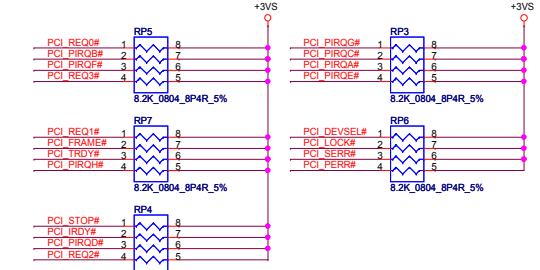 +3VS +3VS
RP5 RP3
PCI_REQ0# 1 8 PCI_PIRQG# 1 8
PCI_PIRQB# 2 7 PCI_PIRQC# 2 7
PCI_PIRQF# 3 6 PCI_PIRQA# 3 6
PCI_REQ3# 4 5 PCI_PIRQE# 4 5
8.2K_0804_8P4R_5% 8.2K_0804_8P4R_5%
RP7 RP6
PCI_REQ1# 1 8 PCI_DEVSEL# 1 8
PCI_FRAME# 2 7 PCI_LOCK# 2 7
PCI_TRDY# 3 6 PCI_SERR# 3 6
PCI_PIRQH# 4 5 PCI_PERR# 4 5
8.2K_0804_8P4R_5% 8.2K_0804_8P4R_5%
RP4
PCI_STOP# 1 8
PCI_IRDY# 2 7
PCI_PIRQD# 3 6
PCI_REQ2# 4 5